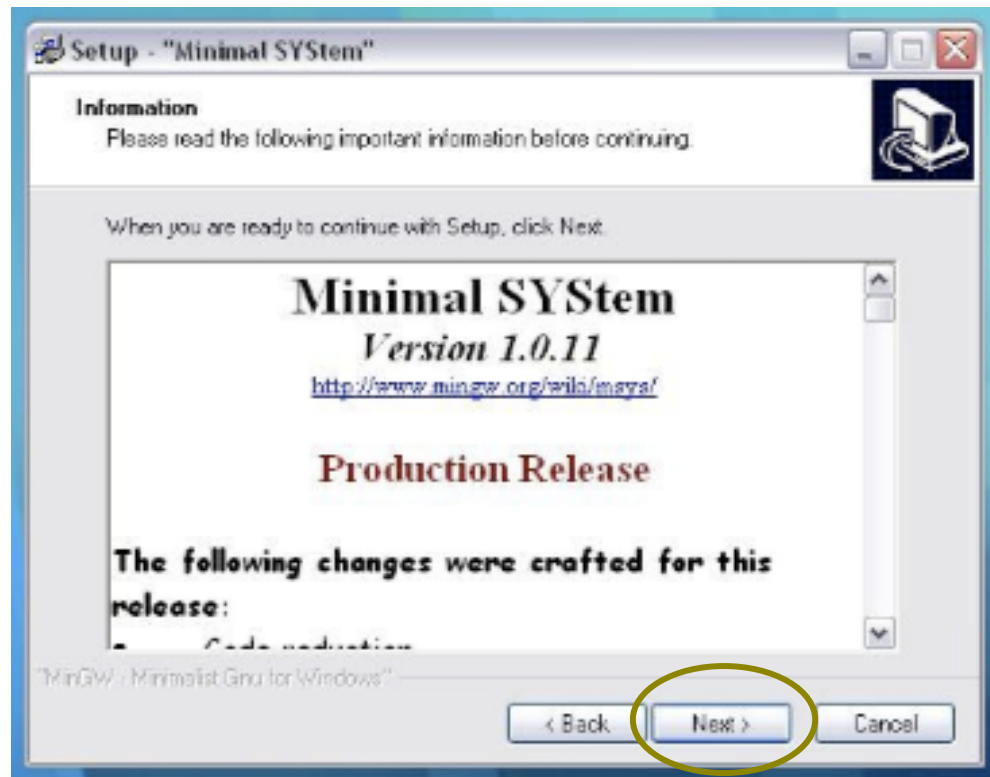 Setup - "Minimal SYStem"
Information
Please read the following important information before continuing.
When you are ready to continue with Setup, click Next.
Minimal SYStem
Version 1.0.11
http://www.mingw.org/wiki/msys/
Production Release
The following changes were crafted for this
release:
Code reduction
"MinGW - Minimalist Gnu for Windows"
< Back Next > Cancel